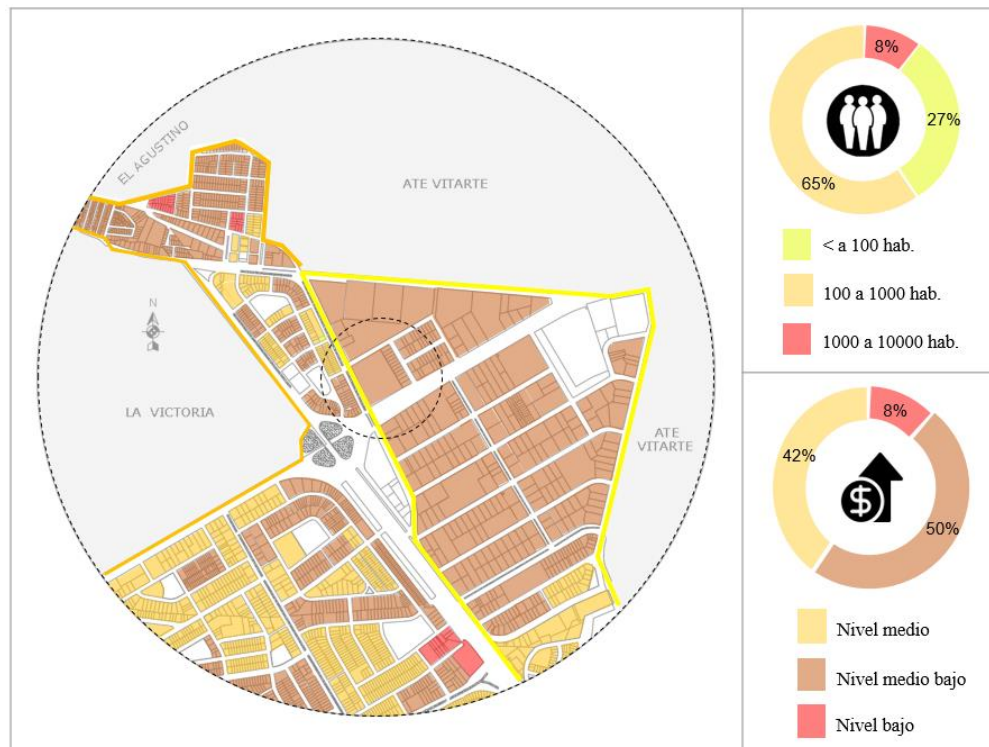 EL AGUSTINO
ATE VITARTE
N
LA VICTORIA
ATE
VITARTE
8%
27%
65%
< a 100 hab.
100 a 1000 hab.
1000 a 10000 hab.
8%
42%
$
50%
Nivel medio
Nivel medio bajo
Nivel bajo